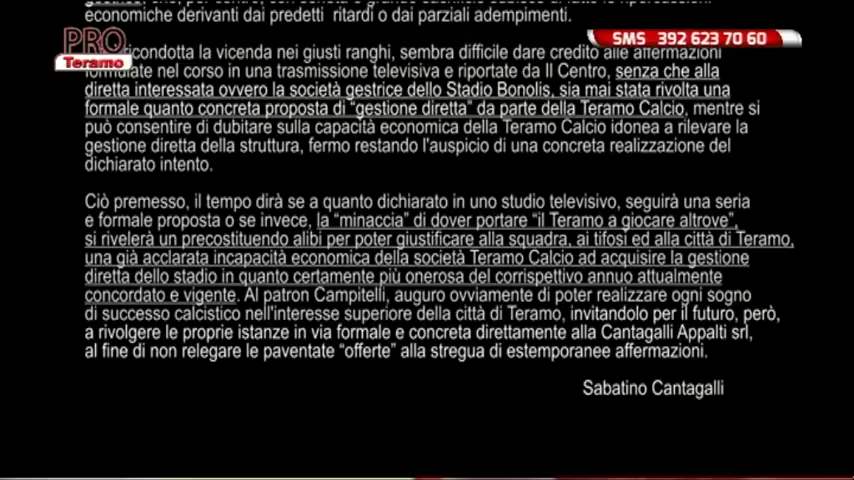 economiche derivanti dai predetti ritardi o dai parziali adempimenti.
PRO
Teramo
SMS 392 623 70 60
ricondotta la vicenda nei giusti ranghi, sembra difficile dare credito alle affermazioni
formulate nel corso in una trasmissione televisiva e riportate da Il Centro, senza che alla
diretta interessata ovvero la società gestrice dello Stadio Bonolis, sia mai stata rivolta una
formale quanto concreta proposta di "gestione diretta" da parte della Teramo Calcio, mentre si
può consentire di dubitare sulla capacità economica della Teramo Calcio idonea a rilevare la
gestione diretta della struttura, fermo restando l'auspicio di una concreta realizzazione del
dichiarato intento.
Ciò premesso, il tempo dirà se a quanto dichiarato in uno studio televisivo, seguirà una seria
e formale proposta o se invece, la "minaccia" di dover portare "il Teramo a giocare altrove",
si rivelerà un precostituendo alibi per poter giustificare alla squadra, ai tifosi ed alla città di Teramo,
una già acclarata incapacità economica della società Teramo Calcio ad acquisire la gestione
diretta dello stadio in quanto certamente più onerosa del corrispettivo annuo attualmente
concordato e vigente. Al patron Campitelli, auguro ovviamente di poter realizzare ogni sogno
di successo calcistico nell'interesse superiore della città di Teramo, invitandolo per il futuro, però,
a rivolgere le proprie istanze in via formale e concreta direttamente alla Cantagalli Appalti srl,
al fine di non relegare le paventate "offerte" alla stregua di estemporanee affermazioni.
Sabatino Cantagalli